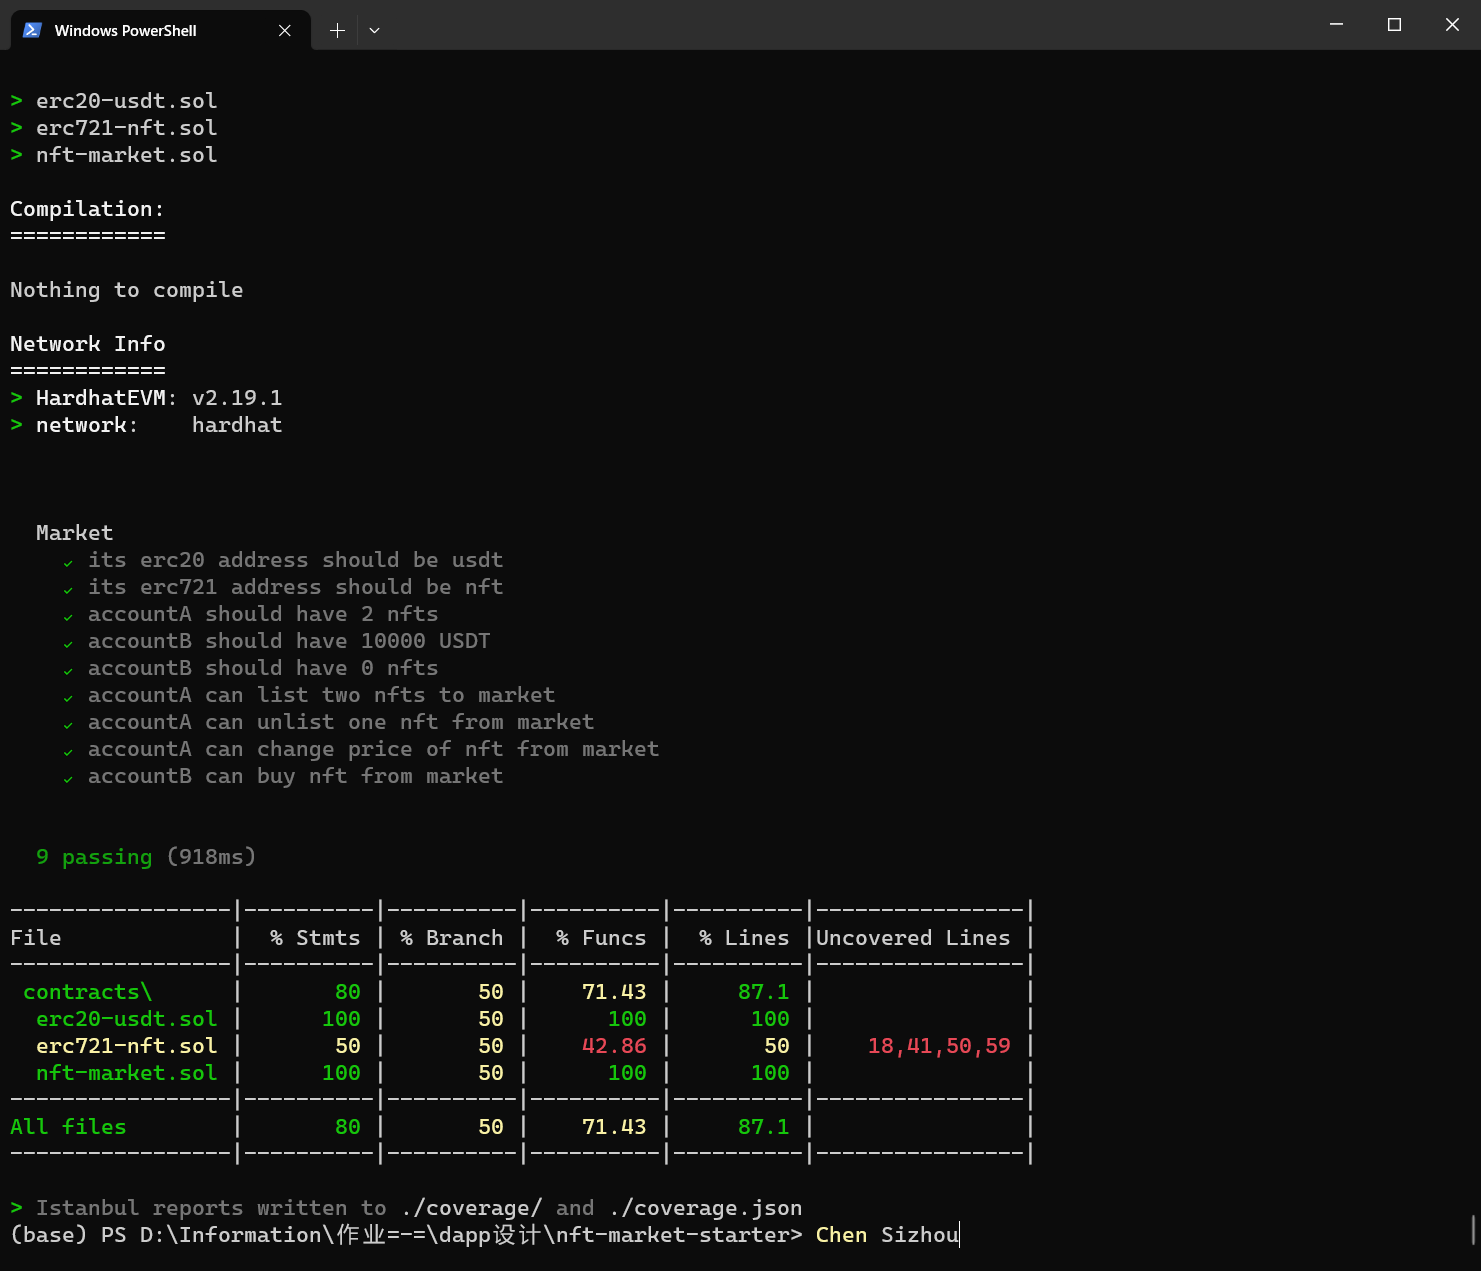 Windows PowerShell
> erc20-usdt.sol
> erc721-nft.sol
> nft-market.sol
Compilation:
============
Nothing to compile
Network Info
============
> HardhatEVM: v2.19.1
> network:    hardhat
Market
✓ its erc20 address should be usdt
✓ its erc721 address should be nft
✓ accountA should have 2 nfts
✓ accountB should have 10000 USDT
✓ accountB should have 0 nfts
✓ accountA can list two nfts to market
✓ accountA can unlist one nft from market
✓ accountA can change price of nft from market
✓ accountB can buy nft from market
9 passing (918ms)
-----------------|----------|----------|----------|----------|----------------|
File             |  % Stmts | % Branch |  % Funcs |  % Lines |Uncovered Lines |
-----------------|----------|----------|----------|----------|----------------|
 contracts\      |       80 |       50 |    71.43 |     87.1 |                |
  erc20-usdt.sol |      100 |       50 |      100 |      100 |                |
  erc721-nft.sol |       50 |       50 |    42.86 |       50 |    18,41,50,59 |
  nft-market.sol |      100 |       50 |      100 |      100 |                |
-----------------|----------|----------|----------|----------|----------------|
All files        |       80 |       50 |    71.43 |     87.1 |                |
-----------------|----------|----------|----------|----------|----------------|
> Istanbul reports written to ./coverage/ and ./coverage.json
(base) PS D:\Information\作业=-=\dapp设计\nft-market-starter> Chen Sizhou